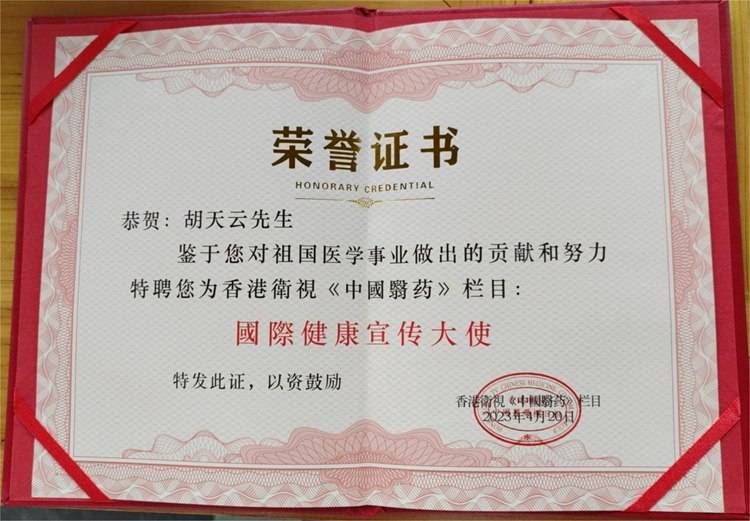 荣誉证书
HONORARY CREDENTIAL
恭贺：胡天云先生
鉴于您对祖国医学事业做出的贡献和努力
特聘您为香港衛視《中國翳药》栏目：
國際健康宣传大使
特发此证，以资鼓励
香港衛視《中國翳药》栏目
2023年4月20日